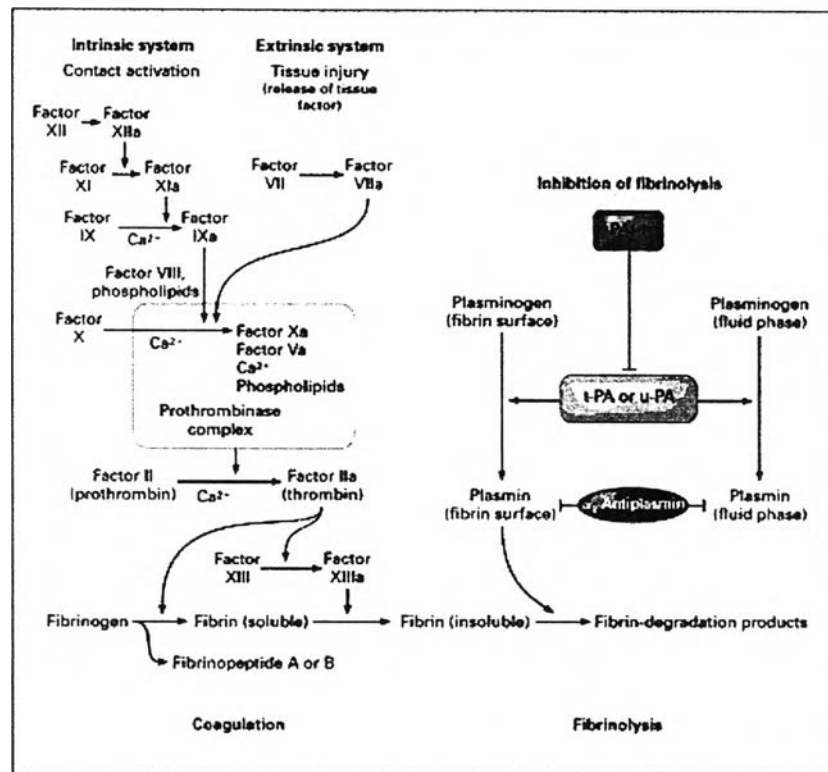 Intrinsic system
Contact activation
Extrinsic system
Tissue injury
(release of tissue
factor)
Factor
XII
Factor
XIIa
Factor
XI
Factor
XIa
Factor
VII
Factor
VIIa
Factor
IX
Ca²⁻
Factor
IXa
Factor VIII,
phospholipids
Factor
X
Ca²⁻
Factor Xa
Factor Va
Ca²⁺
Phospholipids
Prothrombinase
complex
Factor II
(prothrombin)
Ca²⁻
Factor IIa
(thrombin)
Factor
XIII
Factor
XIIIa
Fibrinogen
Fibrin (soluble)
Fibrin (insoluble)
Fibrin-degradation products
Fibrinopeptide A or B
Coagulation
Inhibition of fibrinolysis
Plasminogen
(fibrin surface)
Plasminogen
(fluid phase)
t-PA or u-PA
Plasmin
(fibrin surface)
Antiplasmin
Plasmin
(fluid phase)
Fibrinolysis